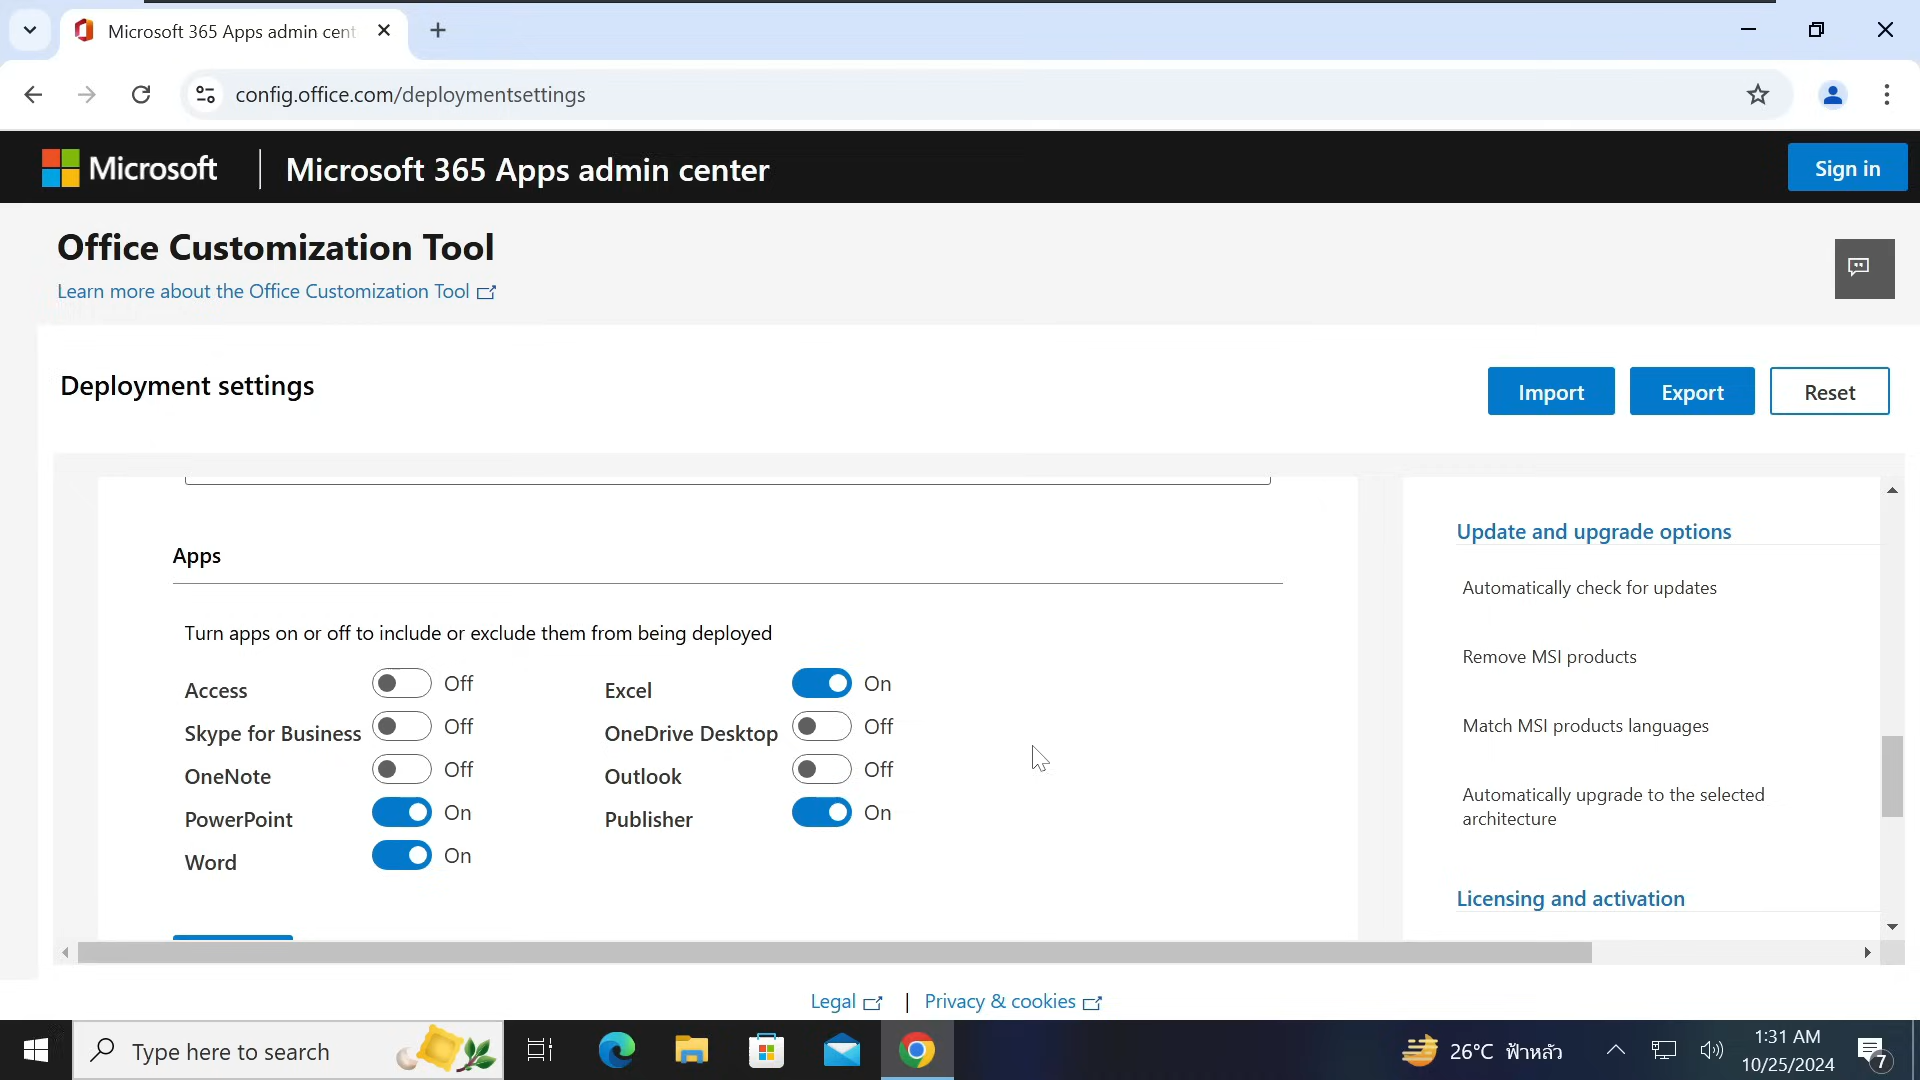 Microsoft 365 Apps admin cent
config.office.com/deploymentsettings
Microsoft
Microsoft 365 Apps admin center
Sign in
Office Customization Tool
Learn more about the Office Customization Tool
Deployment settings
Import
Export
Reset
Apps
Turn apps on or off to include or exclude them from being deployed
Access Off Excel On
Skype for Business Off OneDrive Desktop Off
OneNote Off Outlook Off
PowerPoint On Publisher On
Word On
Update and upgrade options
Automatically check for updates
Remove MSI products
Match MSI products languages
Automatically upgrade to the selected
architecture
Licensing and activation
Legal | Privacy & cookies
Type here to search
26°C ฟ้าหลัว
1:31 AM
10/25/2024
7